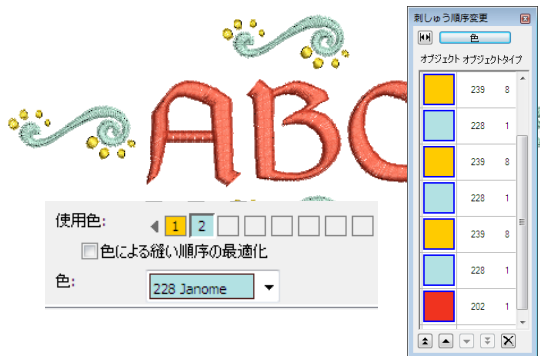 刺しゅう順序変更
色
オブジェクト オブジェクトタイプ
239 8
228 1
239 8
228 1
239 8
228 1
202 1
ABC
使用色: 1 2
色による縫い順序の最適化
色: 228 Janome